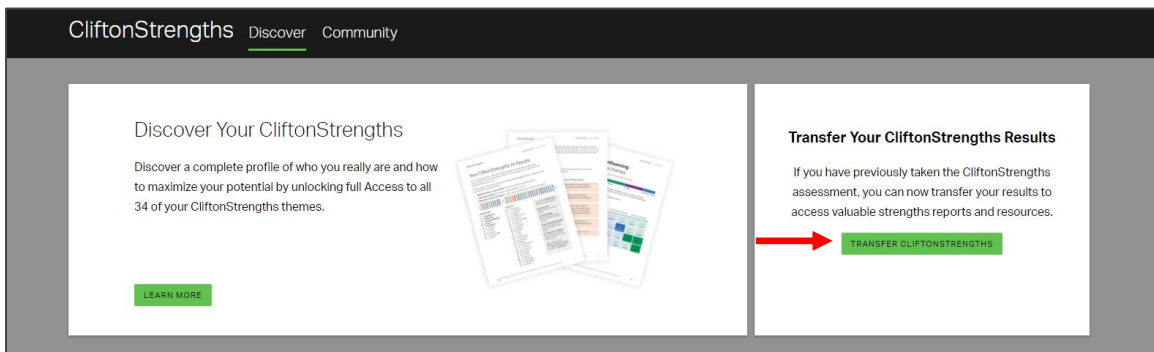 CliftonStrengths Discover Community
Discover Your CliftonStrengths
Discover a complete profile of who you really are and how
to maximize your potential by unlocking full Access to all
34 of your CliftonStrengths themes.
LEARN MORE
Transfer Your CliftonStrengths Results
If you have previously taken the CliftonStrengths
assessment, you can now transfer your results to
access valuable strengths reports and resources.
TRANSFER CLIFTONSTRENGTHS